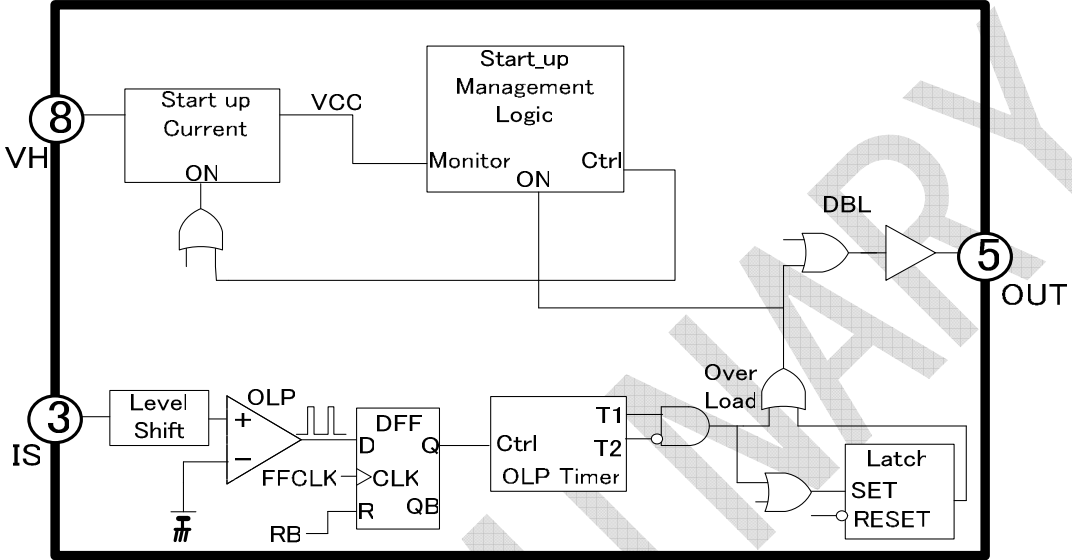 Start up
Current
ON
8
VH
VCC
Start_up
Management
Logic
Monitor
Ctrl
ON
DBL
5
OUT
3
IS
Level
Shift
OLP
+
−
FFCLK
RB
DFF
D
Q
CLK
R
QB
Ctrl
T1
T2
OLP Timer
Over
Load
Latch
SET
RESET